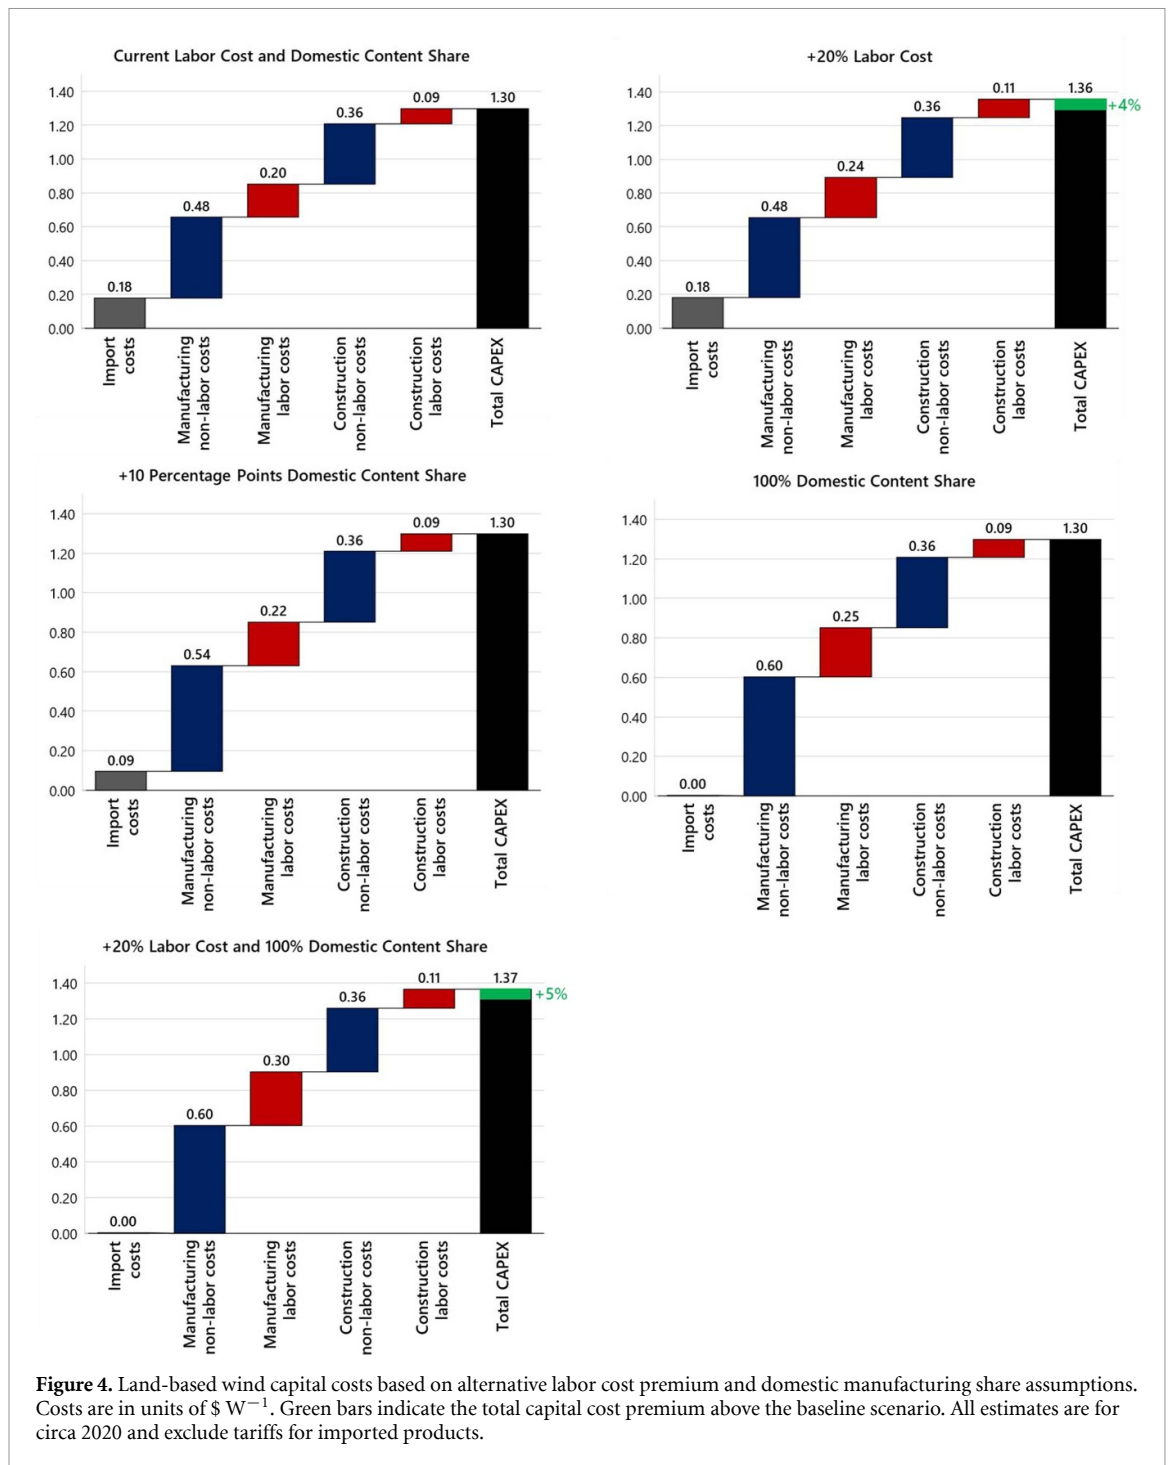 Current Labor Cost and Domestic Content Share
1.40
1.20
1.00
0.80
0.60
0.40
0.20
0.00
0.18
0.48
0.20
0.36
0.09
1.30
Import
costs
Manufacturing
non-labor costs
Manufacturing
labor costs
Construction
non-labor costs
Construction
labor costs
Total CAPEX
+20% Labor Cost
1.40
1.20
1.00
0.80
0.60
0.40
0.20
0.00
0.18
0.48
0.24
0.36
0.11
1.36
+4%
Import
costs
Manufacturing
non-labor costs
Manufacturing
labor costs
Construction
non-labor costs
Construction
labor costs
Total CAPEX
+10 Percentage Points Domestic Content Share
1.40
1.20
1.00
0.80
0.60
0.40
0.20
0.00
0.09
0.54
0.22
0.36
0.09
1.30
Import
costs
Manufacturing
non-labor costs
Manufacturing
labor costs
Construction
non-labor costs
Construction
labor costs
Total CAPEX
100% Domestic Content Share
1.40
1.20
1.00
0.80
0.60
0.40
0.20
0.00
0.00
0.60
0.25
0.36
0.09
1.30
Import
costs
Manufacturing
non-labor costs
Manufacturing
labor costs
Construction
non-labor costs
Construction
labor costs
Total CAPEX
+20% Labor Cost and 100% Domestic Content Share
1.40
1.20
1.00
0.80
0.60
0.40
0.20
0.00
0.00
0.60
0.30
0.36
0.11
1.37
+5%
Import
costs
Manufacturing
non-labor costs
Manufacturing
labor costs
Construction
non-labor costs
Construction
labor costs
Total CAPEX
Figure 4. Land-based wind capital costs based on alternative labor cost premium and domestic manufacturing share assumptions.
Costs are in units of $ W⁻¹. Green bars indicate the total capital cost premium above the baseline scenario. All estimates are for
circa 2020 and exclude tariffs for imported products.